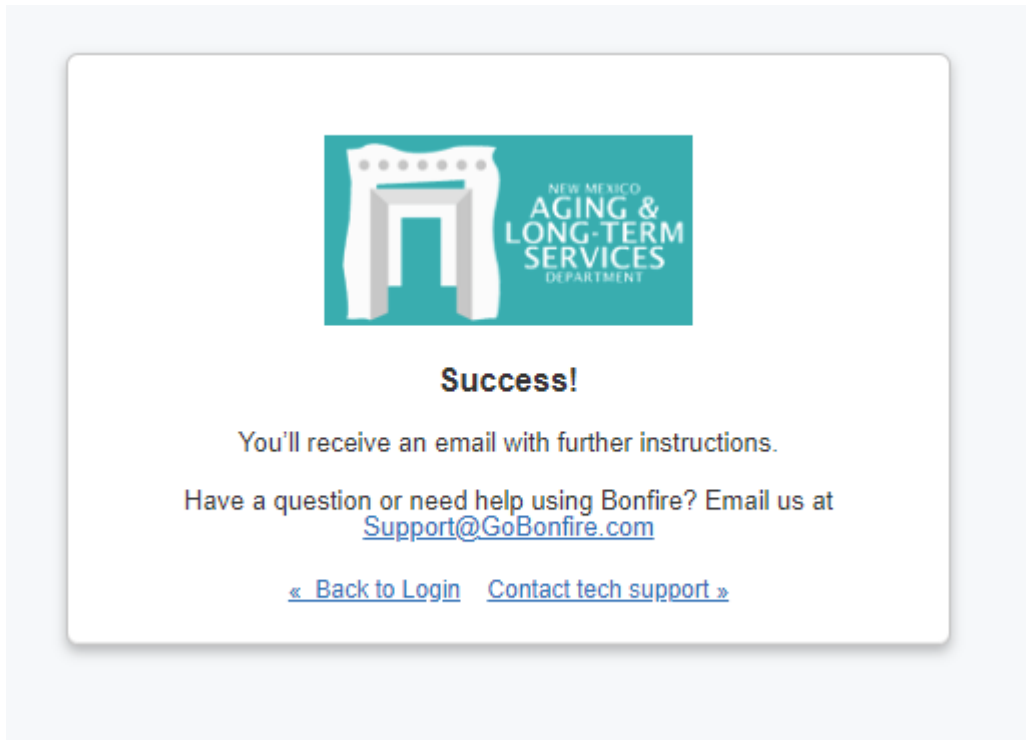 NEW MEXICO
AGING &
LONG-TERM
SERVICES
DEPARTMENT
Success!
You'll receive an email with further instructions.
Have a question or need help using Bonfire? Email us at
Support@GoBonfire.com
« Back to Login Contact tech support »